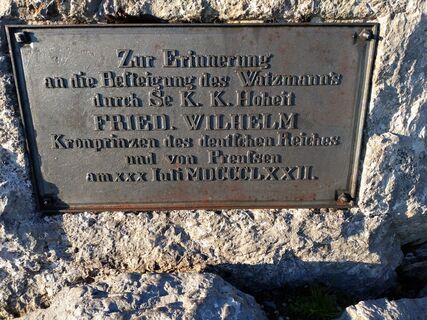 Zur Erinnerung
an die Besteigung des Watzmann's
durch Se K. K. Hoheit
FRIED. WILHELM
Kronprinzen des deutschen Reiches
und von Preussen
am XXX Juli MDCCCLXXII.